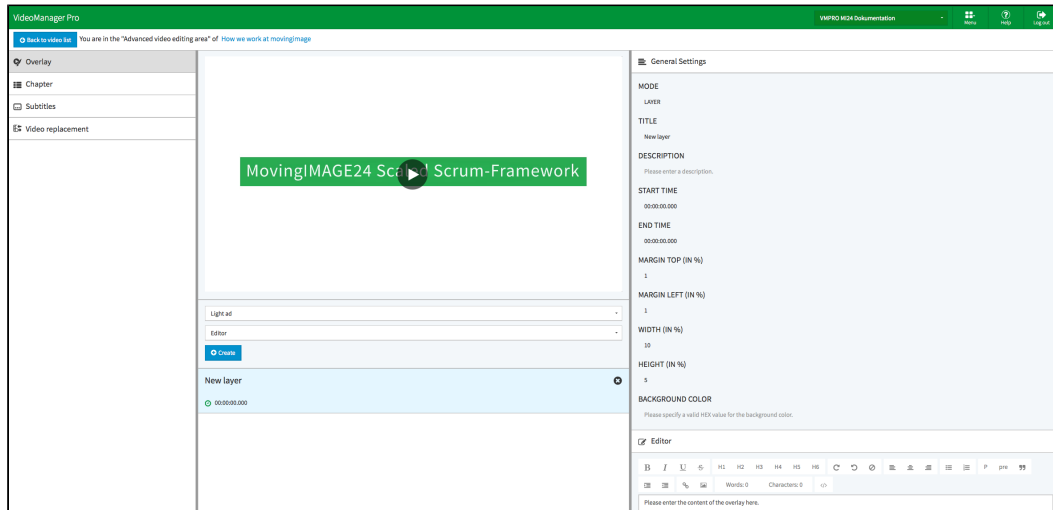 VideoManager Pro
VMPRO MI24 Dokumentation
Menu
Help
Log out
Back to video list
You are in the "Advanced video editing area" of How we work at movingimage
Overlay
Chapter
Subtitles
Video replacement
MovingIMAGE24 Scaled Scrum-Framework
Light ad
Editor
Create
New layer
00:00:00.000
General Settings
MODE
LAYER
TITLE
New layer
DESCRIPTION
Please enter a description.
START TIME
00:00:00.000
END TIME
00:00:00.000
MARGIN TOP (IN %)
1
MARGIN LEFT (IN %)
1
WIDTH (IN %)
10
HEIGHT (IN %)
5
BACKGROUND COLOR
Please specify a valid HEX value for the background color.
Editor
B I U S H1 H2 H3 H4 H5 H6 P pre
Words: 0 Characters: 0 </>
Please enter the content of the overlay here.